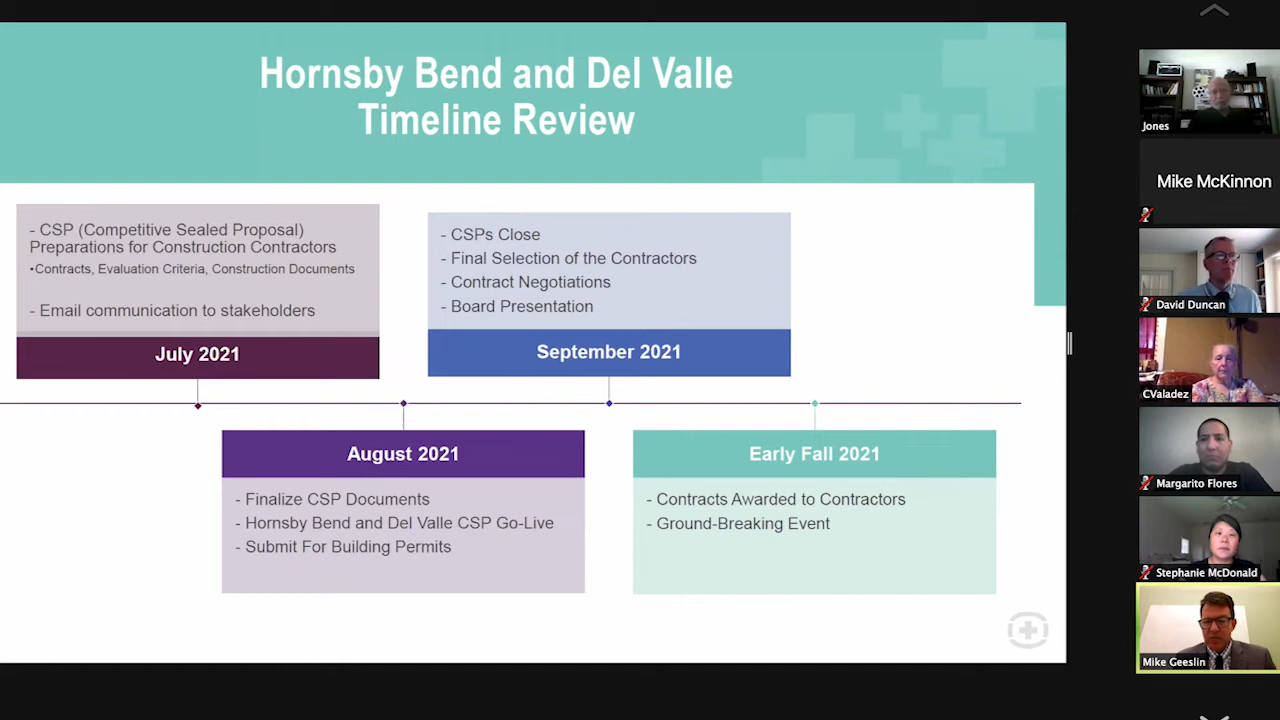 Hornsby Bend and Del Valle
Timeline Review
- CSP (Competitive Sealed Proposal)
Preparations for Construction Contractors
•Contracts, Evaluation Criteria, Construction Documents
- Email communication to stakeholders
July 2021
- CSPs Close
- Final Selection of the Contractors
- Contract Negotiations
- Board Presentation
September 2021
August 2021
- Finalize CSP Documents
- Hornsby Bend and Del Valle CSP Go-Live
- Submit For Building Permits
Early Fall 2021
- Contracts Awarded to Contractors
- Ground-Breaking Event
Jones
Mike McKinnon
David Duncan
CValadez
Margarito Flores
Stephanie McDonald
Mike Geeslin